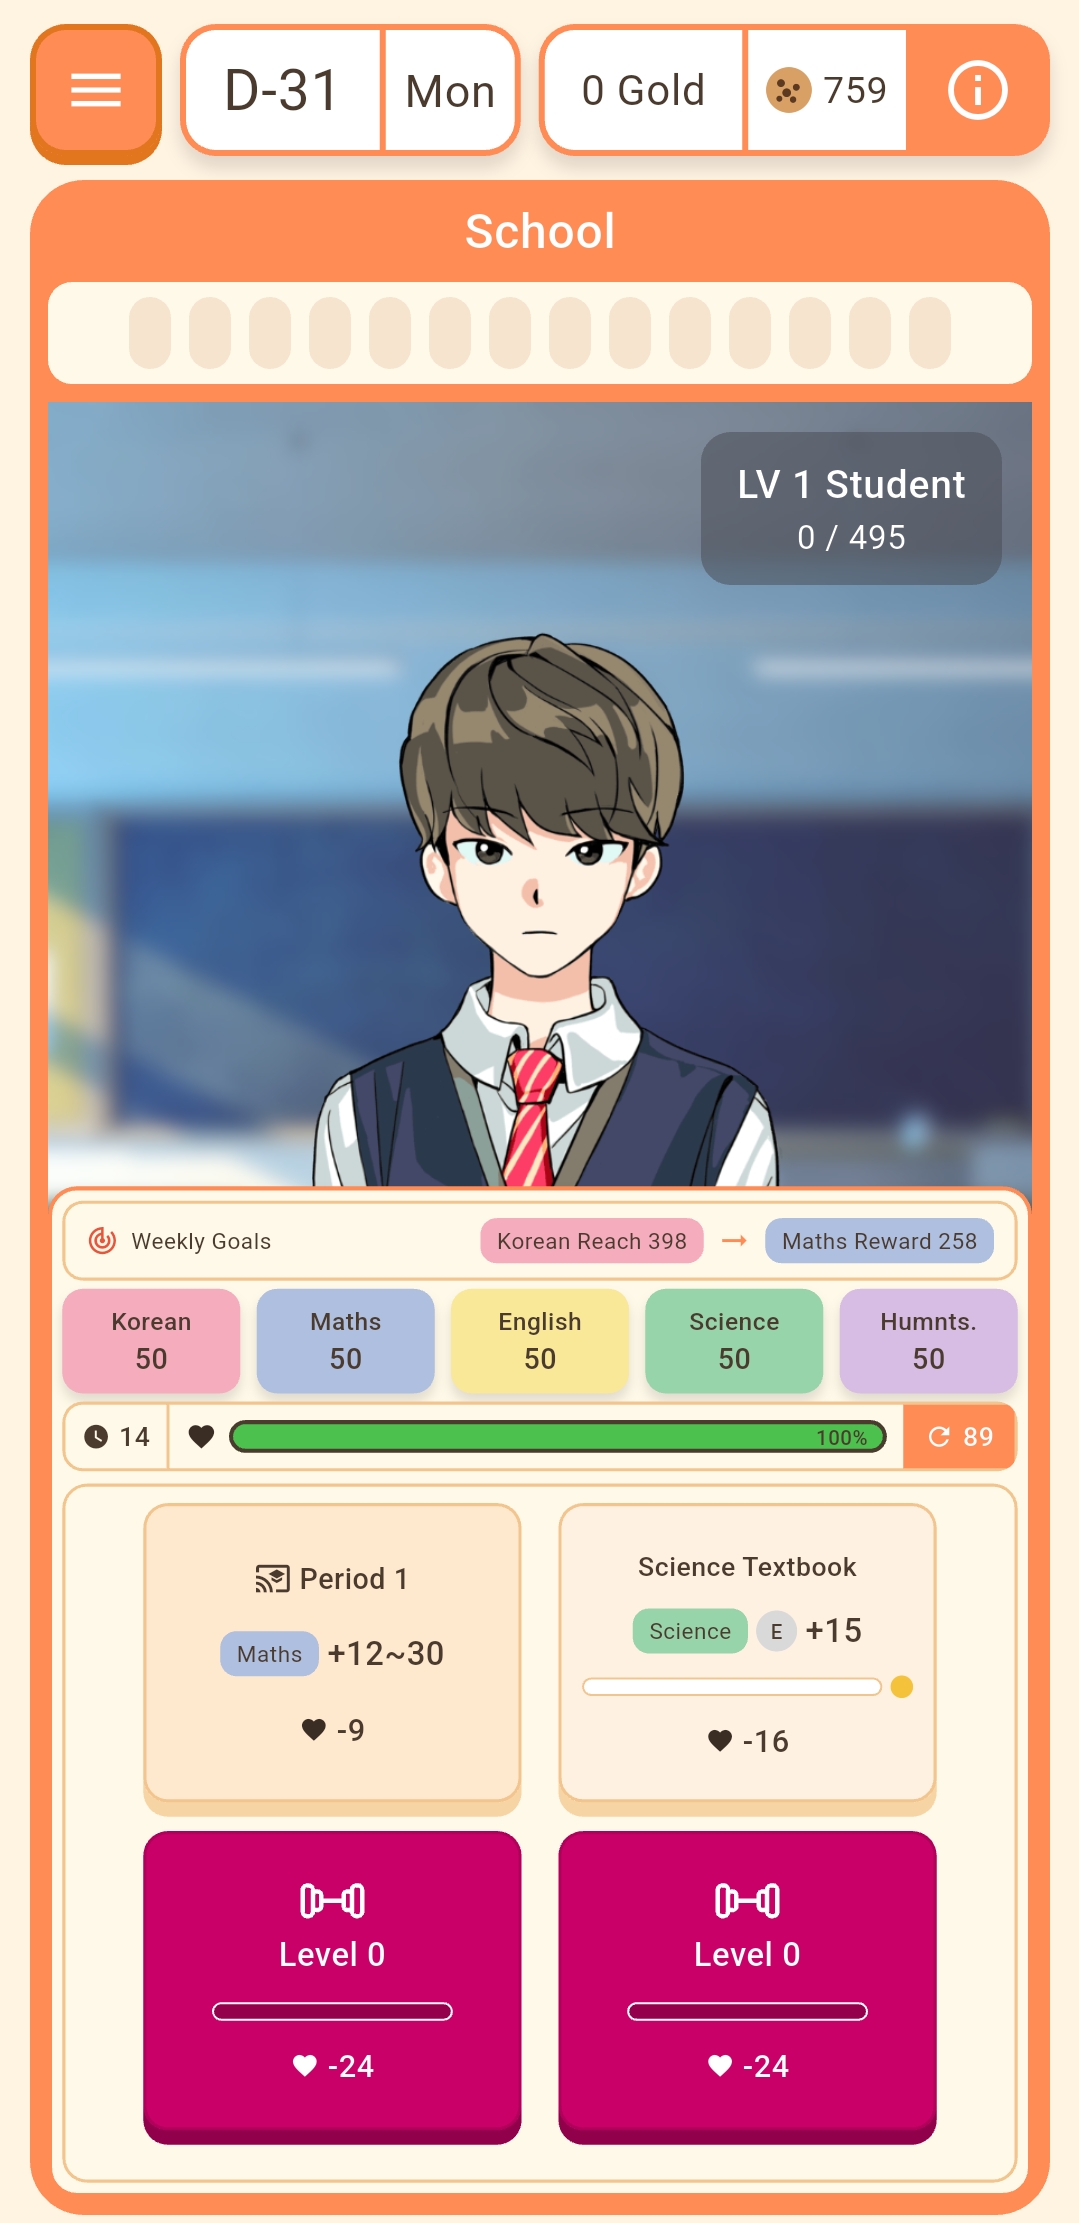 D-31 Mon 0 Gold 759
School
LV 1 Student
0 / 495
Weekly Goals Korean Reach 398 → Maths Reward 258
Korean Maths English Science Humnts.
50 50 50 50 50
14 100% 89
Period 1
Maths +12~30
-9
Science Textbook
Science E +15
-16
Level 0
-24
Level 0
-24